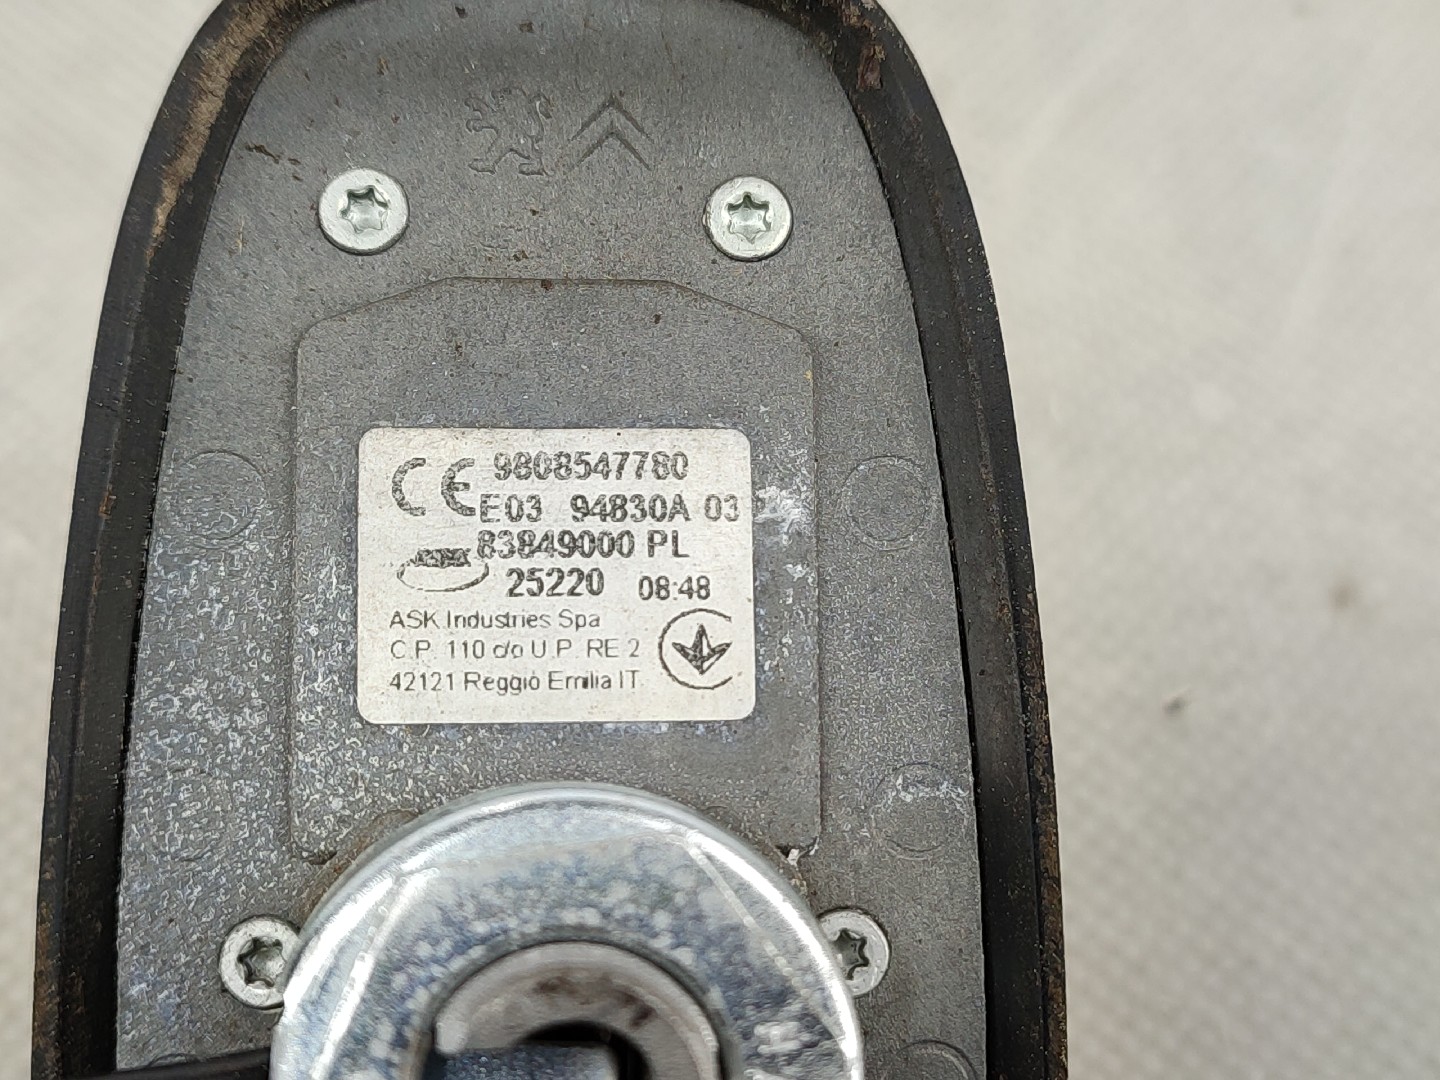 CE 9808547780
E03 94830A 03
ASK 83849000 PL
25220 08:48
ASK Industries Spa
C.P. 110 c/o U.P. RE 2
42121 Reggio Emilia IT